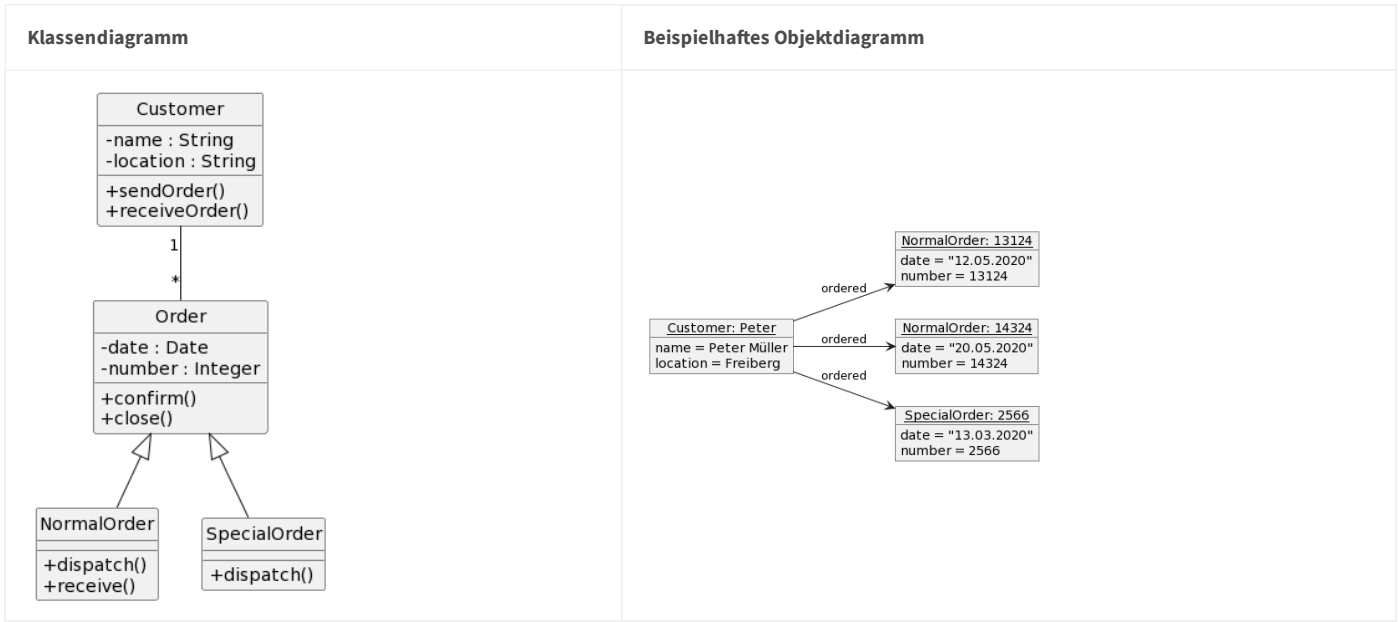 Klassendiagramm
Beispielhaftes Objektdiagramm
Customer
-name : String
-location : String
+sendOrder()
+receiveOrder()
1
*
Order
-date : Date
-number : Integer
+confirm()
+close()
NormalOrder
+dispatch()
+receive()
SpecialOrder
+dispatch()
Customer: Peter
name = Peter Müller
location = Freiberg
ordered
ordered
ordered
NormalOrder: 13124
date = "12.05.2020"
number = 13124
NormalOrder: 14324
date = "20.05.2020"
number = 14324
SpecialOrder: 2566
date = "13.03.2020"
number = 2566